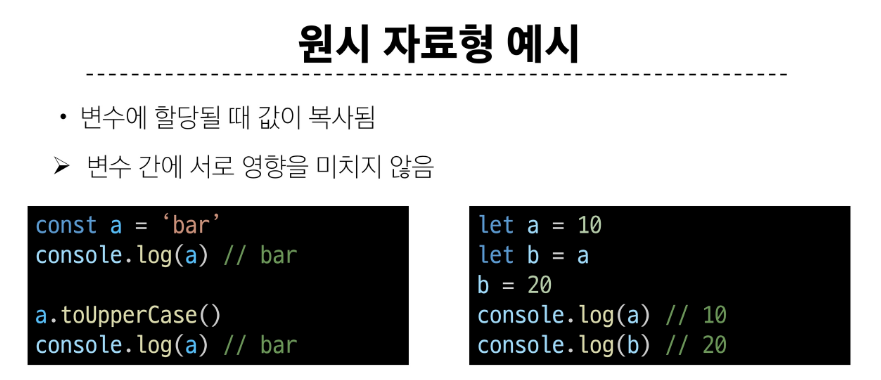 원시 자료형 예시
• 변수에 할당될 때 값이 복사됨
➢ 변수 간에 서로 영향을 미치지 않음
const a = ‘bar’
console.log(a) // bar
a.toUpperCase()
console.log(a) // bar
let a = 10
let b = a
b = 20
console.log(a) // 10
console.log(b) // 20